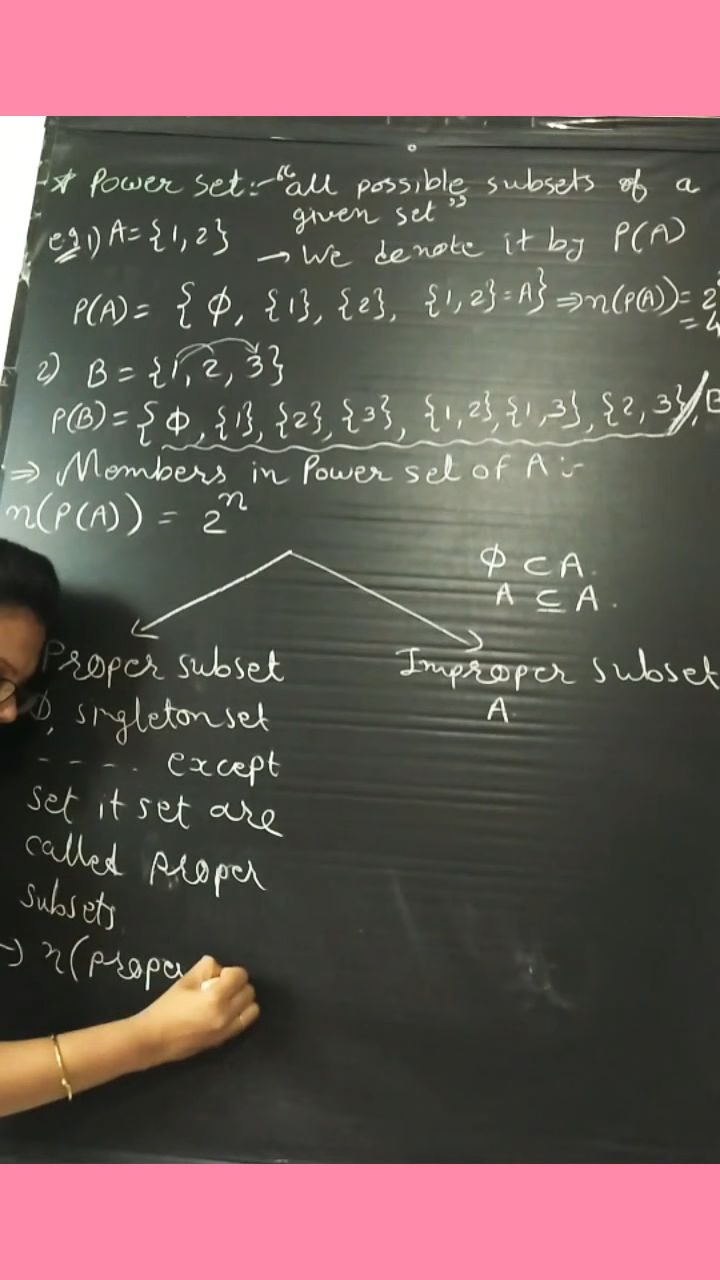 * Power set:- "all possible subsets of a
given set"
eg 1) A = {1, 2}
→ We denote it by P(A)
P(A) = { Φ, {1}, {2}, {1, 2} = A} ⇒ n(P(A)) = 2
= 4
2) B = {1, 2, 3}
P(B) = { Φ, {1}, {2}, {3}, {1, 2}, {1, 3}, {2, 3}, B
⇒ Members in Power set of A :-
n(P(A)) = 2ⁿ
Φ ⊂ A.
A ⊆ A.
Proper subset
Improper subset
Φ, singleton set
A
- - - - except
set it set are
called proper
subsets
→ n(proper